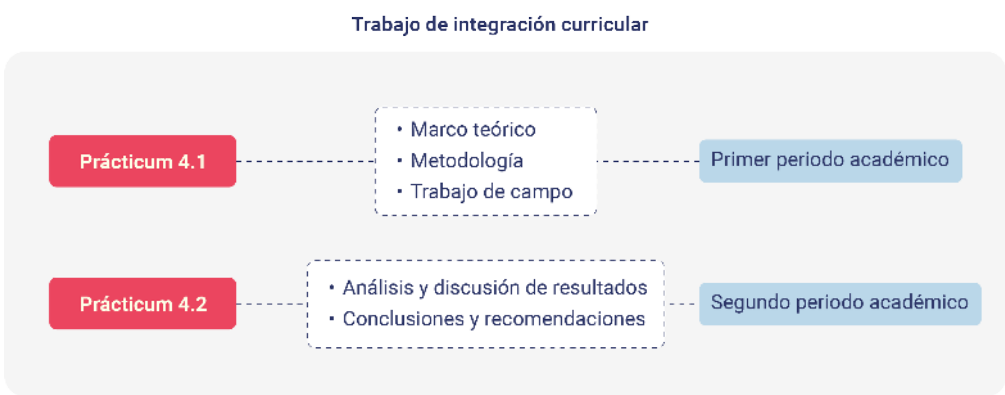 Trabajo de integración curricular
Prácticum 4.1
• Marco teórico
• Metodología
• Trabajo de campo
Primer periodo académico
Prácticum 4.2
• Análisis y discusión de resultados
• Conclusiones y recomendaciones
Segundo periodo académico